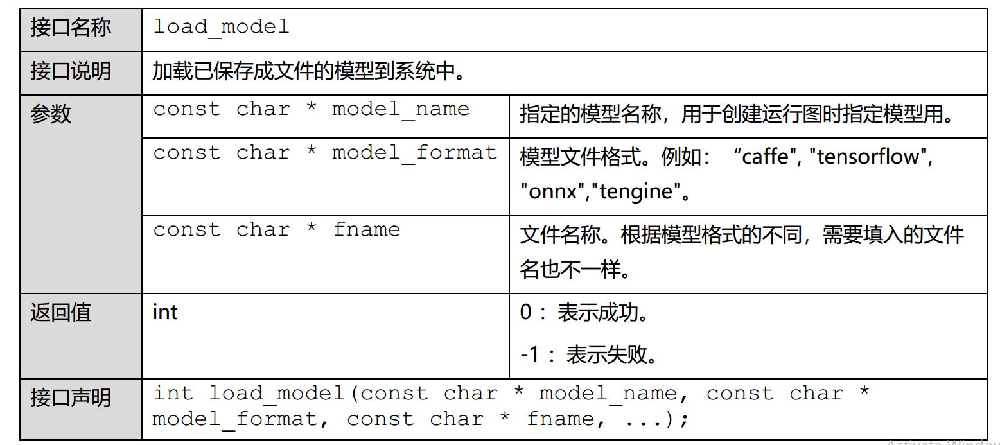 接口名称 load_model
接口说明 加载已保存成文件的模型到系统中。
参数 const char * model_name 指定的模型名称，用于创建运行图时指定模型用。
const char * model_format 模型文件格式。例如：“caffe", "tensorflow",
"onnx","tengine"。
const char * fname 文件名称。根据模型格式的不同，需要填入的文件
名也不一样。
返回值 int 0 ：表示成功。
-1 ：表示失败。
接口声明 int load_model(const char * model_name, const char *
model_format, const char * fname, ...);